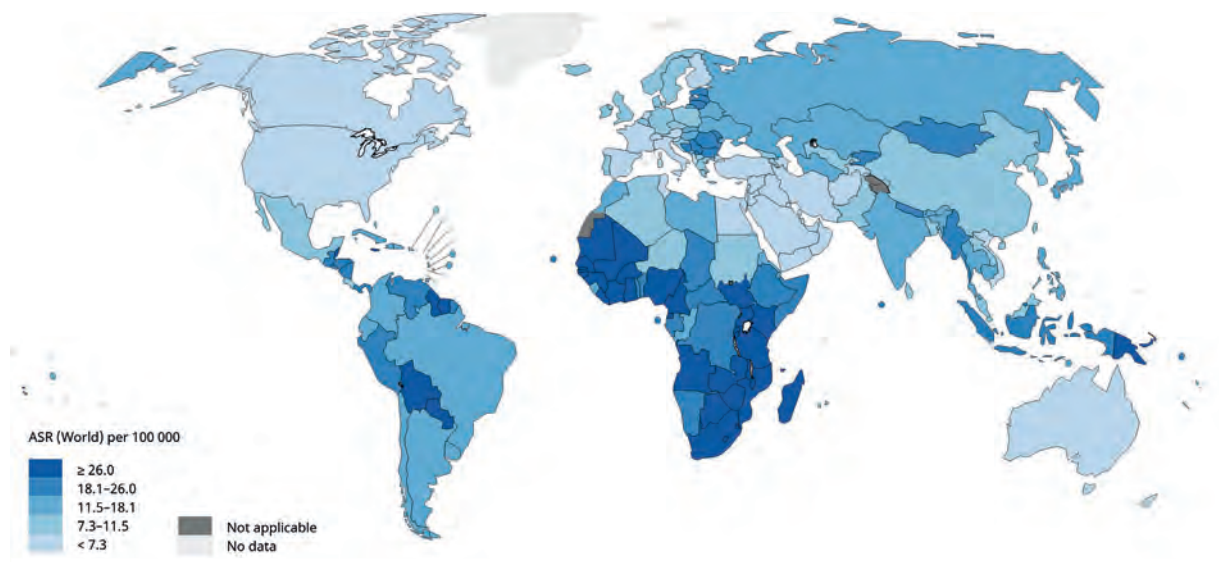 ASR (World) per 100 000
≥ 26.0
18.1–26.0
11.5–18.1
7.3–11.5
< 7.3
Not applicable
No data